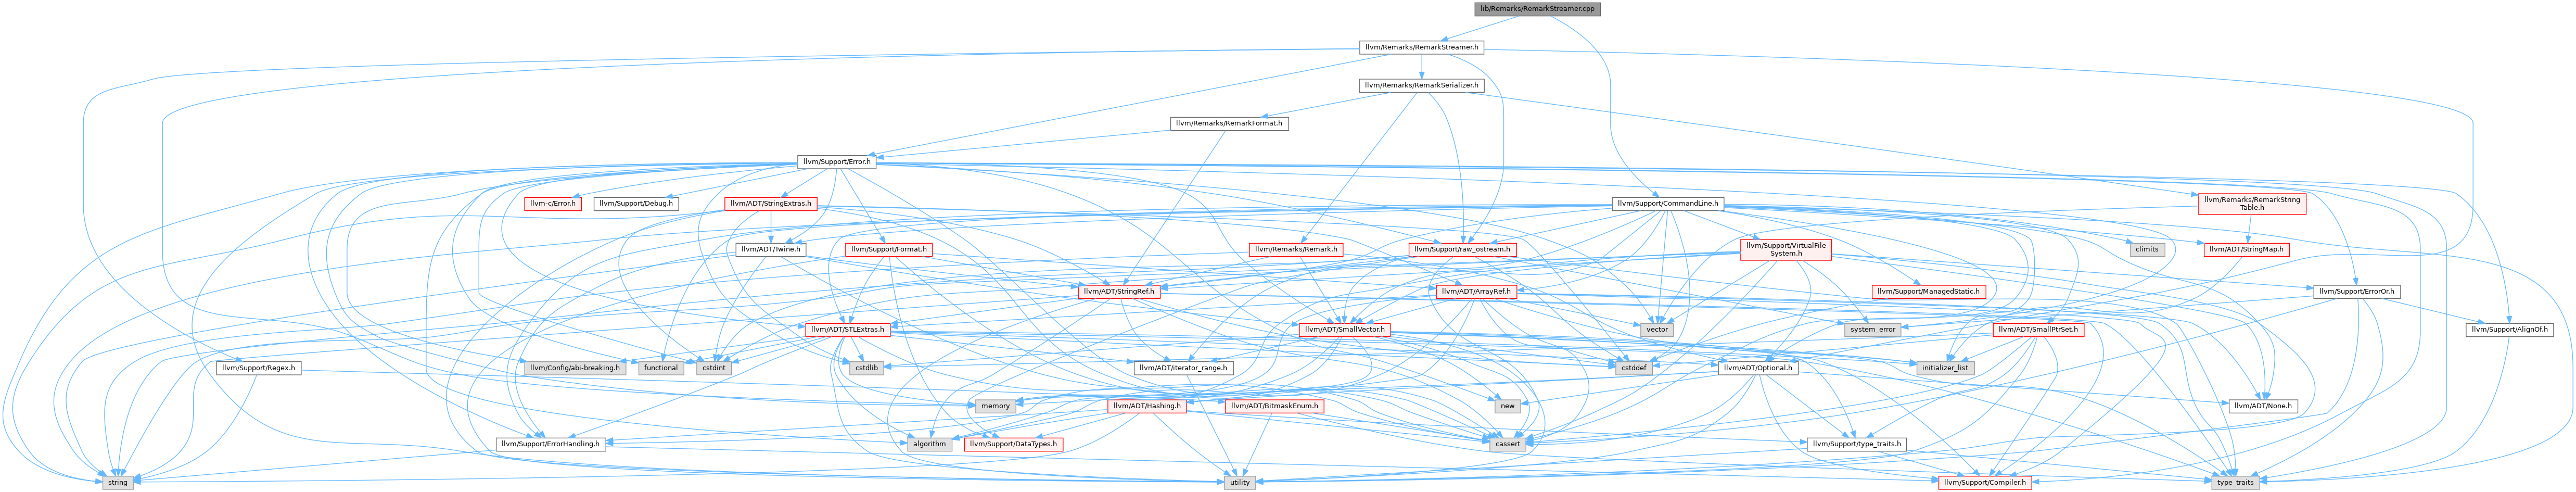 lib/Remarks/RemarkStreamer.cpp
llvm/Remarks/RemarkStreamer.h
llvm/Remarks/RemarkSerializer.h
llvm/Remarks/RemarkFormat.h
llvm/Support/Error.h
llvm-c/Error.h
llvm/Support/Debug.h
llvm/ADT/StringExtras.h
llvm/Support/CommandLine.h
llvm/Remarks/RemarkString
Table.h
llvm/ADT/Twine.h
llvm/Support/Format.h
llvm/Remarks/Remark.h
llvm/Support/raw_ostream.h
llvm/Support/VirtualFile
System.h
climits
llvm/ADT/StringMap.h
llvm/ADT/StringRef.h
llvm/ADT/ArrayRef.h
llvm/Support/ManagedStatic.h
llvm/Support/ErrorOr.h
llvm/ADT/STLExtras.h
llvm/ADT/SmallVector.h
vector
system_error
llvm/ADT/SmallPtrSet.h
llvm/Support/AlignOf.h
llvm/Support/Regex.h
llvm/Config/abi-breaking.h
functional
cstdint
cstdlib
llvm/ADT/iterator_range.h
cstddef
llvm/ADT/Optional.h
initializer_list
memory
llvm/ADT/Hashing.h
llvm/ADT/BitmaskEnum.h
new
llvm/ADT/None.h
llvm/Support/ErrorHandling.h
algorithm
llvm/Support/DataTypes.h
cassert
llvm/Support/type_traits.h
string
utility
llvm/Support/Compiler.h
type_traits